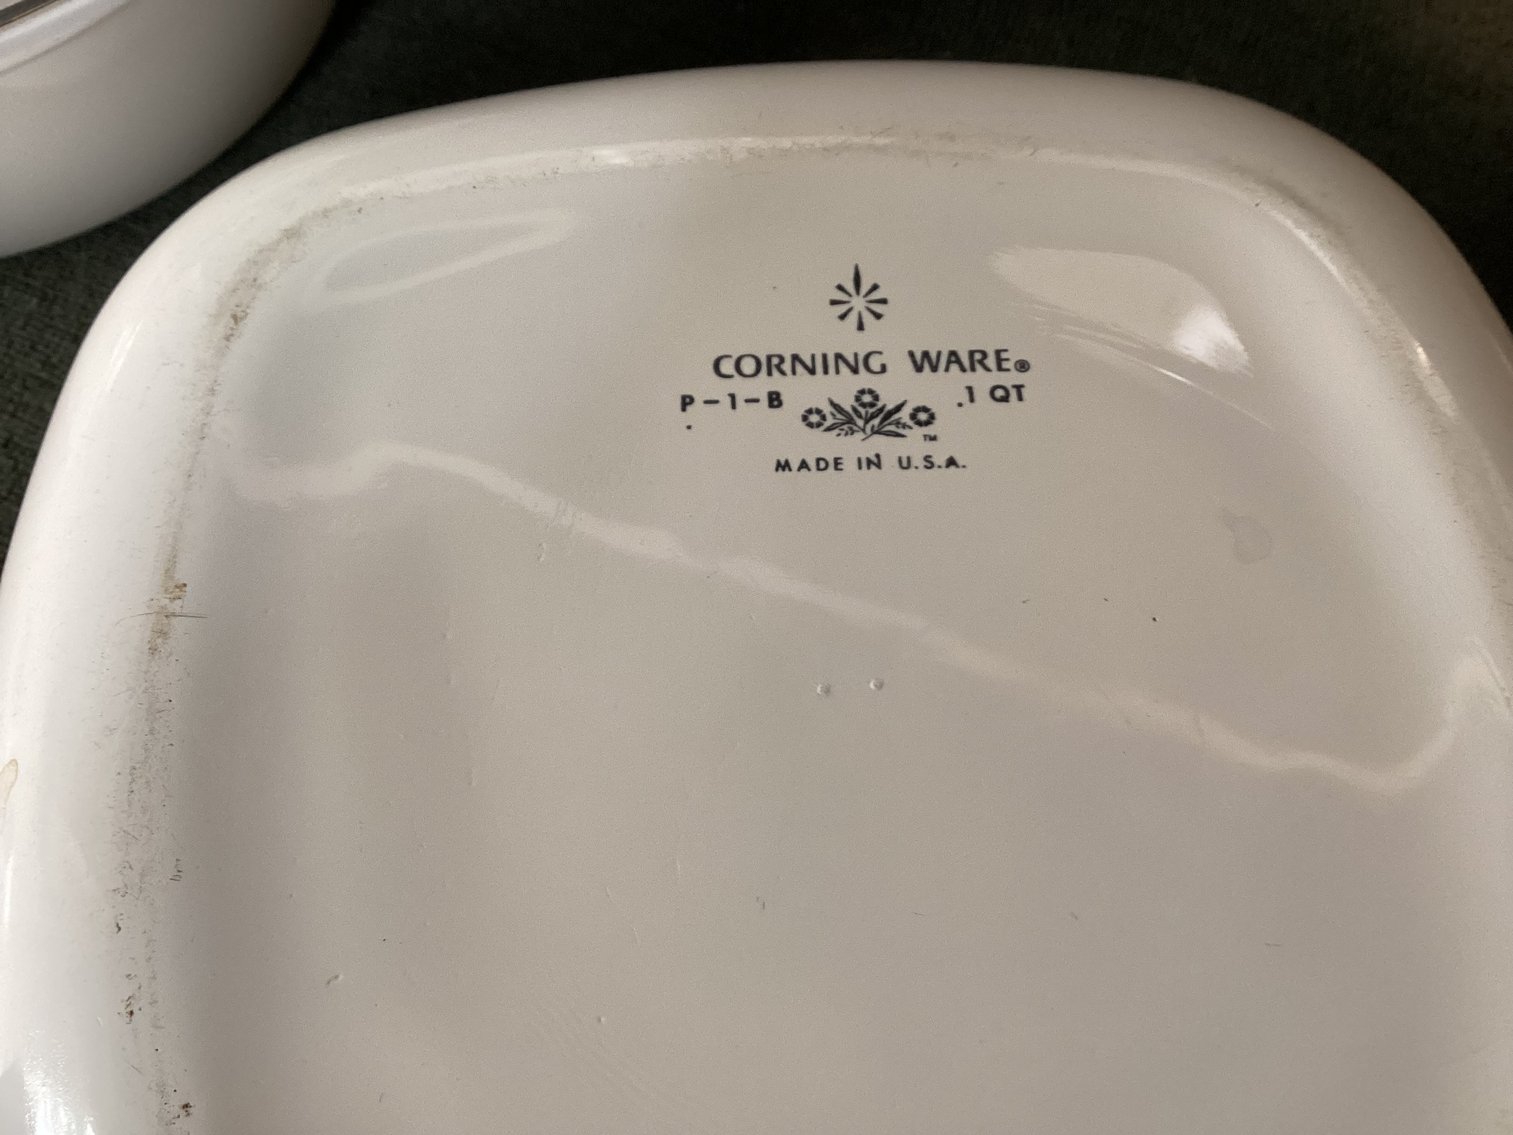 CORNING WARE®
P-1-B .1 QT
TM
MADE IN U.S.A.